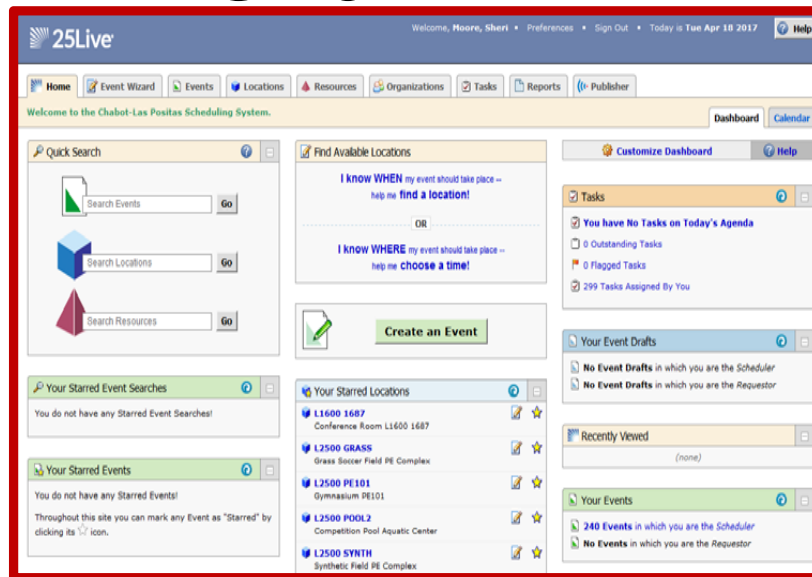 25Live
Welcome, Moore, Sheri • Preferences • Sign Out • Today is Tue Apr 18 2017
Help
Home
Event Wizard
Events
Locations
Resources
Organizations
Tasks
Reports
Publisher
Welcome to the Chabot-Las Positas Scheduling System.
Dashboard
Calendar
Quick Search
Search Events
Go
Search Locations
Go
Search Resources
Go
Your Starred Event Searches
You do not have any Starred Event Searches!
Your Starred Events
You do not have any Starred Events!
Throughout this site you can mark any Event as "Starred" by
clicking its icon.
Find Available Locations
I know WHEN my event should take place --
help me find a location!
OR
I know WHERE my event should take place --
help me choose a time!
Create an Event
Your Starred Locations
L1600 1687
Conference Room L1600 1687
L2500 GRASS
Grass Soccer Field PE Complex
L2500 PE101
Gymnasium PE101
L2500 POOL2
Competition Pool Aquatic Center
L2500 SYNTH
Synthetic Field PE Complex
Customize Dashboard
Help
Tasks
You have No Tasks on Today's Agenda
0 Outstanding Tasks
0 Flagged Tasks
299 Tasks Assigned By You
Your Event Drafts
No Event Drafts in which you are the Scheduler
No Event Drafts in which you are the Requestor
Recently Viewed
(none)
Your Events
240 Events in which you are the Scheduler
No Events in which you are the Requestor